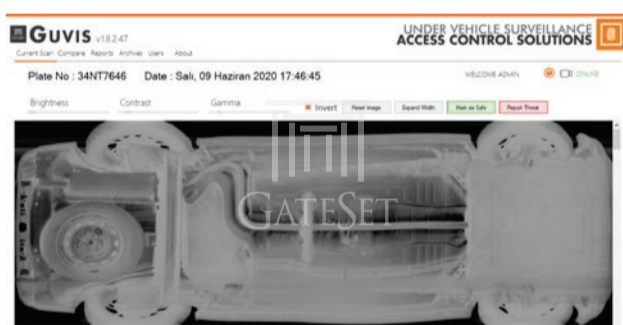 GUVIS v1.8.2.47
UNDER VEHICLE SURVEILLANCE
ACCESS CONTROL SOLUTIONS
Current Scan Compare Reports Archives Users About
Plate No : 34NT7646 Date : Salı, 09 Haziran 2020 17:46:45
WELCOME ADMIN
ONLINE
Brightness Contrast Gamma
Invert Reset Image Expand Width Mark as Safe Report Threat
GATESET